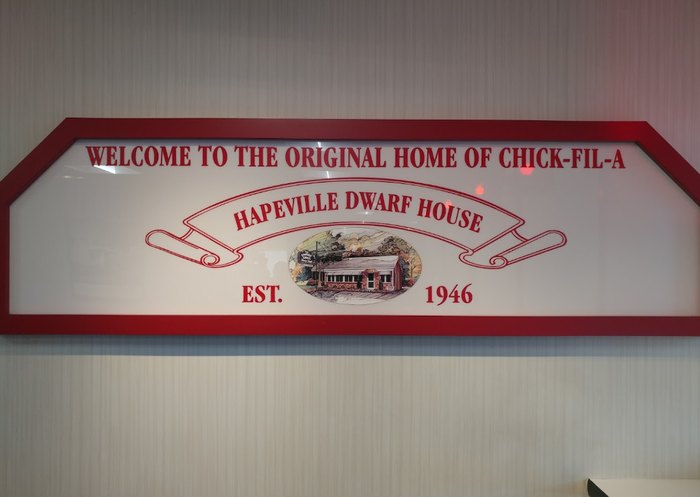 WELCOME TO THE ORIGINAL HOME OF CHICK-FIL-A
HAPEVILLE DWARF HOUSE
EST. 1946